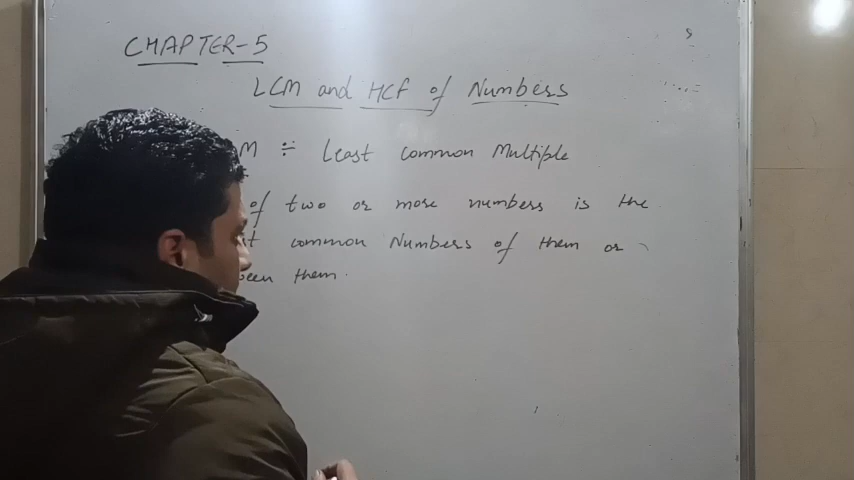 CHAPTER-5
LCM and HCF of Numbers
M ÷ Least common Multiple
of two or more numbers is the
common Numbers of them or
them.